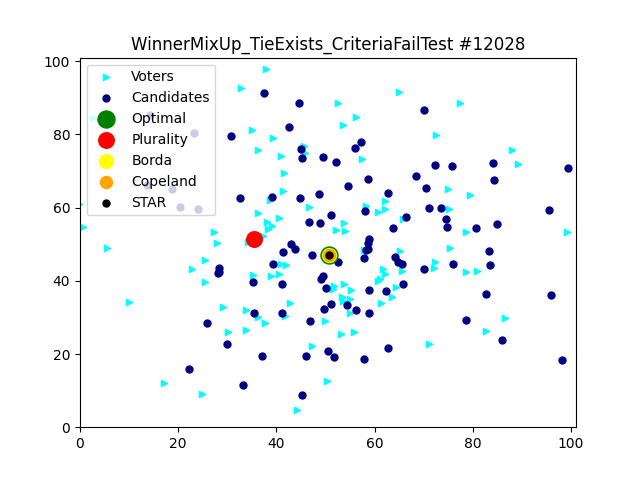 WinnerMixUp_TieExists_CriteriaFailTest #12028
Voters
Candidates
Optimal
Plurality
Borda
Copeland
STAR
100
80
60
40
20
0
0 20 40 60 80 100